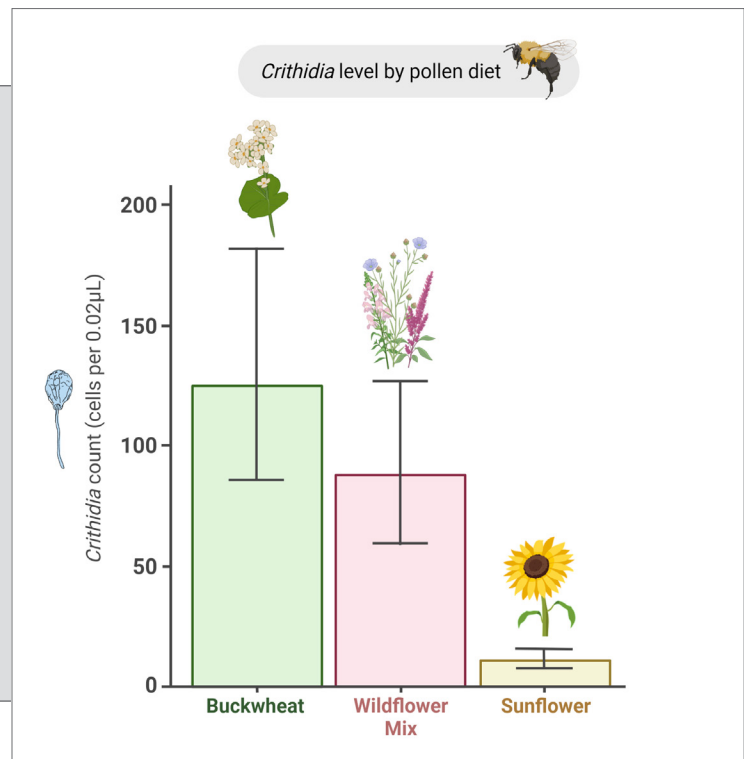 Crithidia level by pollen diet
200
150
100
50
0
Crithidia count (cells per 0.02µL)
Buckwheat
Wildflower
Mix
Sunflower